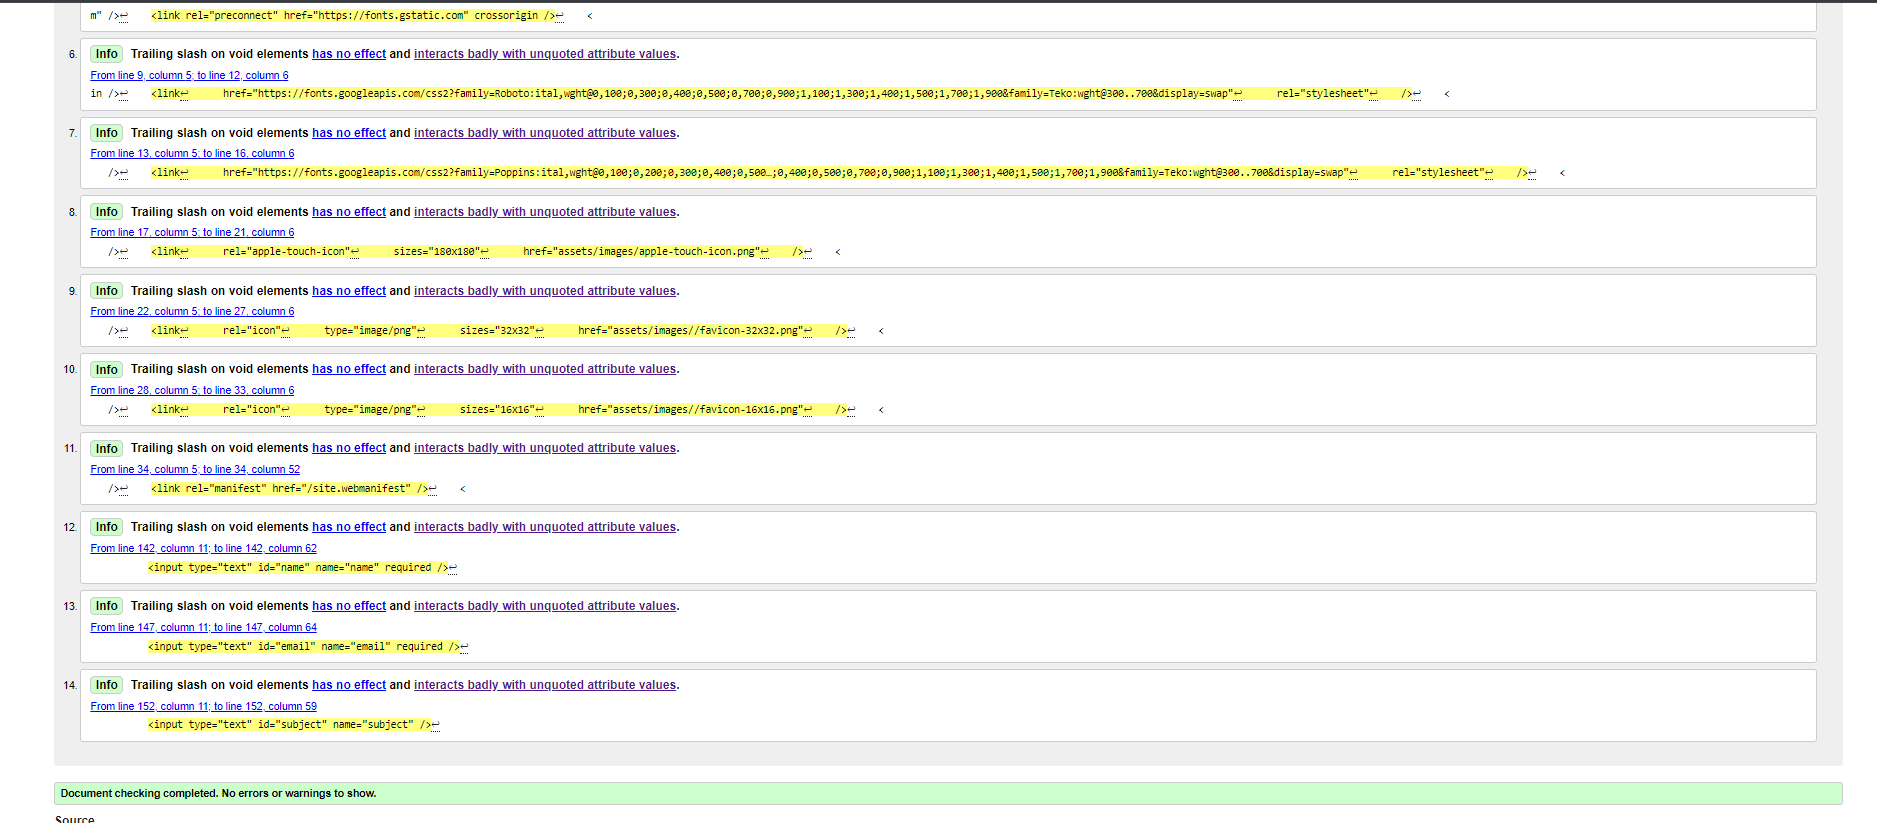 m" />↩    <link rel="preconnect" href="https://fonts.gstatic.com" crossorigin />↩    <
6. Info Trailing slash on void elements has no effect and interacts badly with unquoted attribute values.
From line 9, column 5; to line 12, column 6
in />↩    <link↩      href="https://fonts.googleapis.com/css2?family=Roboto:ital,wght@0,100;0,300;0,400;0,500;0,700;0,900;1,100;1,300;1,400;1,500;1,700;1,900&family=Teko:wght@300..700&display=swap"↩      rel="stylesheet"↩    />↩    <
7. Info Trailing slash on void elements has no effect and interacts badly with unquoted attribute values.
From line 13, column 5; to line 16, column 6
/>↩    <link↩      href="https://fonts.googleapis.com/css2?family=Poppins:ital,wght@0,100;0,200;0,300;0,400;0,500…;0,400;0,500;0,700;0,900;1,100;1,300;1,400;1,500;1,700;1,900&family=Teko:wght@300..700&display=swap"↩      rel="stylesheet"↩    />↩    <
8. Info Trailing slash on void elements has no effect and interacts badly with unquoted attribute values.
From line 17, column 5; to line 21, column 6
/>↩    <link↩      rel="apple-touch-icon"↩      sizes="180x180"↩      href="assets/images/apple-touch-icon.png"↩    />↩    <
9. Info Trailing slash on void elements has no effect and interacts badly with unquoted attribute values.
From line 22, column 5; to line 27, column 6
/>↩    <link↩      rel="icon"↩      type="image/png"↩      sizes="32x32"↩      href="assets/images//favicon-32x32.png"↩    />↩    <
10. Info Trailing slash on void elements has no effect and interacts badly with unquoted attribute values.
From line 28, column 5; to line 33, column 6
/>↩    <link↩      rel="icon"↩      type="image/png"↩      sizes="16x16"↩      href="assets/images//favicon-16x16.png"↩    />↩    <
11. Info Trailing slash on void elements has no effect and interacts badly with unquoted attribute values.
From line 34, column 5; to line 34, column 52
/>↩    <link rel="manifest" href="/site.webmanifest" />↩    <
12. Info Trailing slash on void elements has no effect and interacts badly with unquoted attribute values.
From line 142, column 11; to line 142, column 62
<input type="text" id="name" name="name" required />↩
13. Info Trailing slash on void elements has no effect and interacts badly with unquoted attribute values.
From line 147, column 11; to line 147, column 64
<input type="text" id="email" name="email" required />↩
14. Info Trailing slash on void elements has no effect and interacts badly with unquoted attribute values.
From line 152, column 11; to line 152, column 59
<input type="text" id="subject" name="subject" />↩
Document checking completed. No errors or warnings to show.
Source